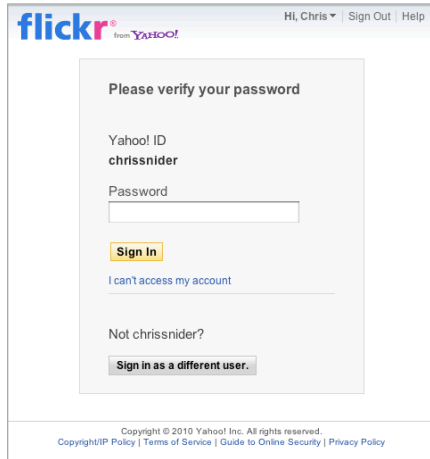 flickr® from YAHOO!
Hi, Chris | Sign Out | Help
Please verify your password
Yahoo! ID
chrissnider
Password
Sign In
I can't access my account
Not chrissnider?
Sign in as a different user.
Copyright © 2010 Yahoo! Inc. All rights reserved.
Copyright/IP Policy | Terms of Service | Guide to Online Security | Privacy Policy